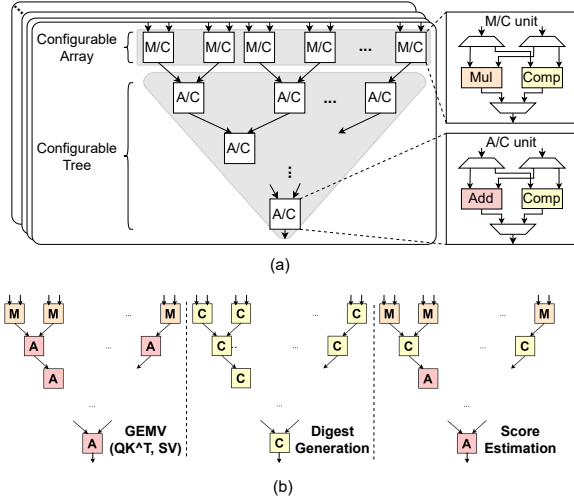 Configurable
Array
M/C M/C M/C M/C ... M/C
Configurable
Tree
A/C A/C ... A/C
A/C
...
A/C
M/C unit
Mul Comp
A/C unit
Add Comp
(a)
M M ... M
A ... A
A
...
A
GEMV
(QK^T, SV)
C C ... C
C ... C
C
...
C
Digest
Generation
M M ... M
C ... C
A
...
A
Score
Estimation
(b)